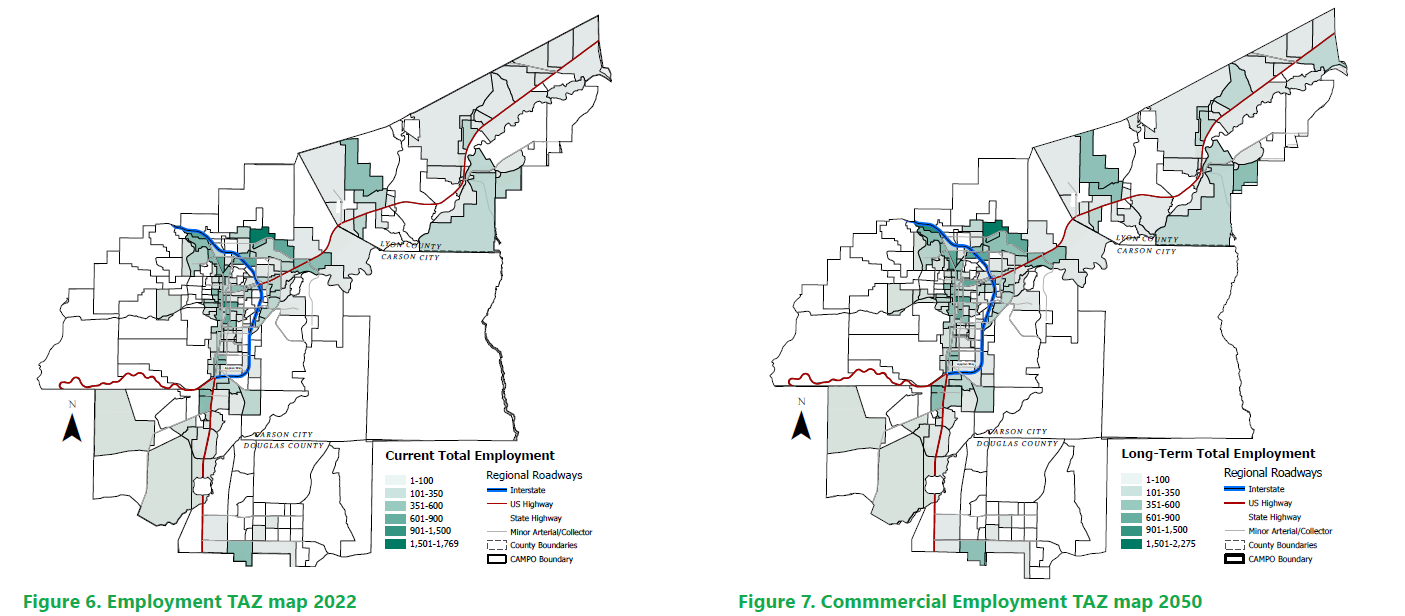 LYON COUNTY
CARSON CITY
N
CARSON CITY
DOUGLAS COUNTY
Current Total Employment
1-100
101-350
351-600
601-900
901-1,500
1,501-1,769
Regional Roadways
Interstate
US Highway
State Highway
Minor Arterial/Collector
County Boundaries
CAMPO Boundary
Figure 6. Employment TAZ map 2022
LYON COUNTY
CARSON CITY
N
CARSON CITY
DOUGLAS COUNTY
Long-Term Total Employment
1-100
101-350
351-600
601-900
901-1,500
1,501-2,275
Regional Roadways
Interstate
US Highway
State Highway
Minor Arterial/Collector
County Boundaries
CAMPO Boundary
Figure 7. Commmercial Employment TAZ map 2050